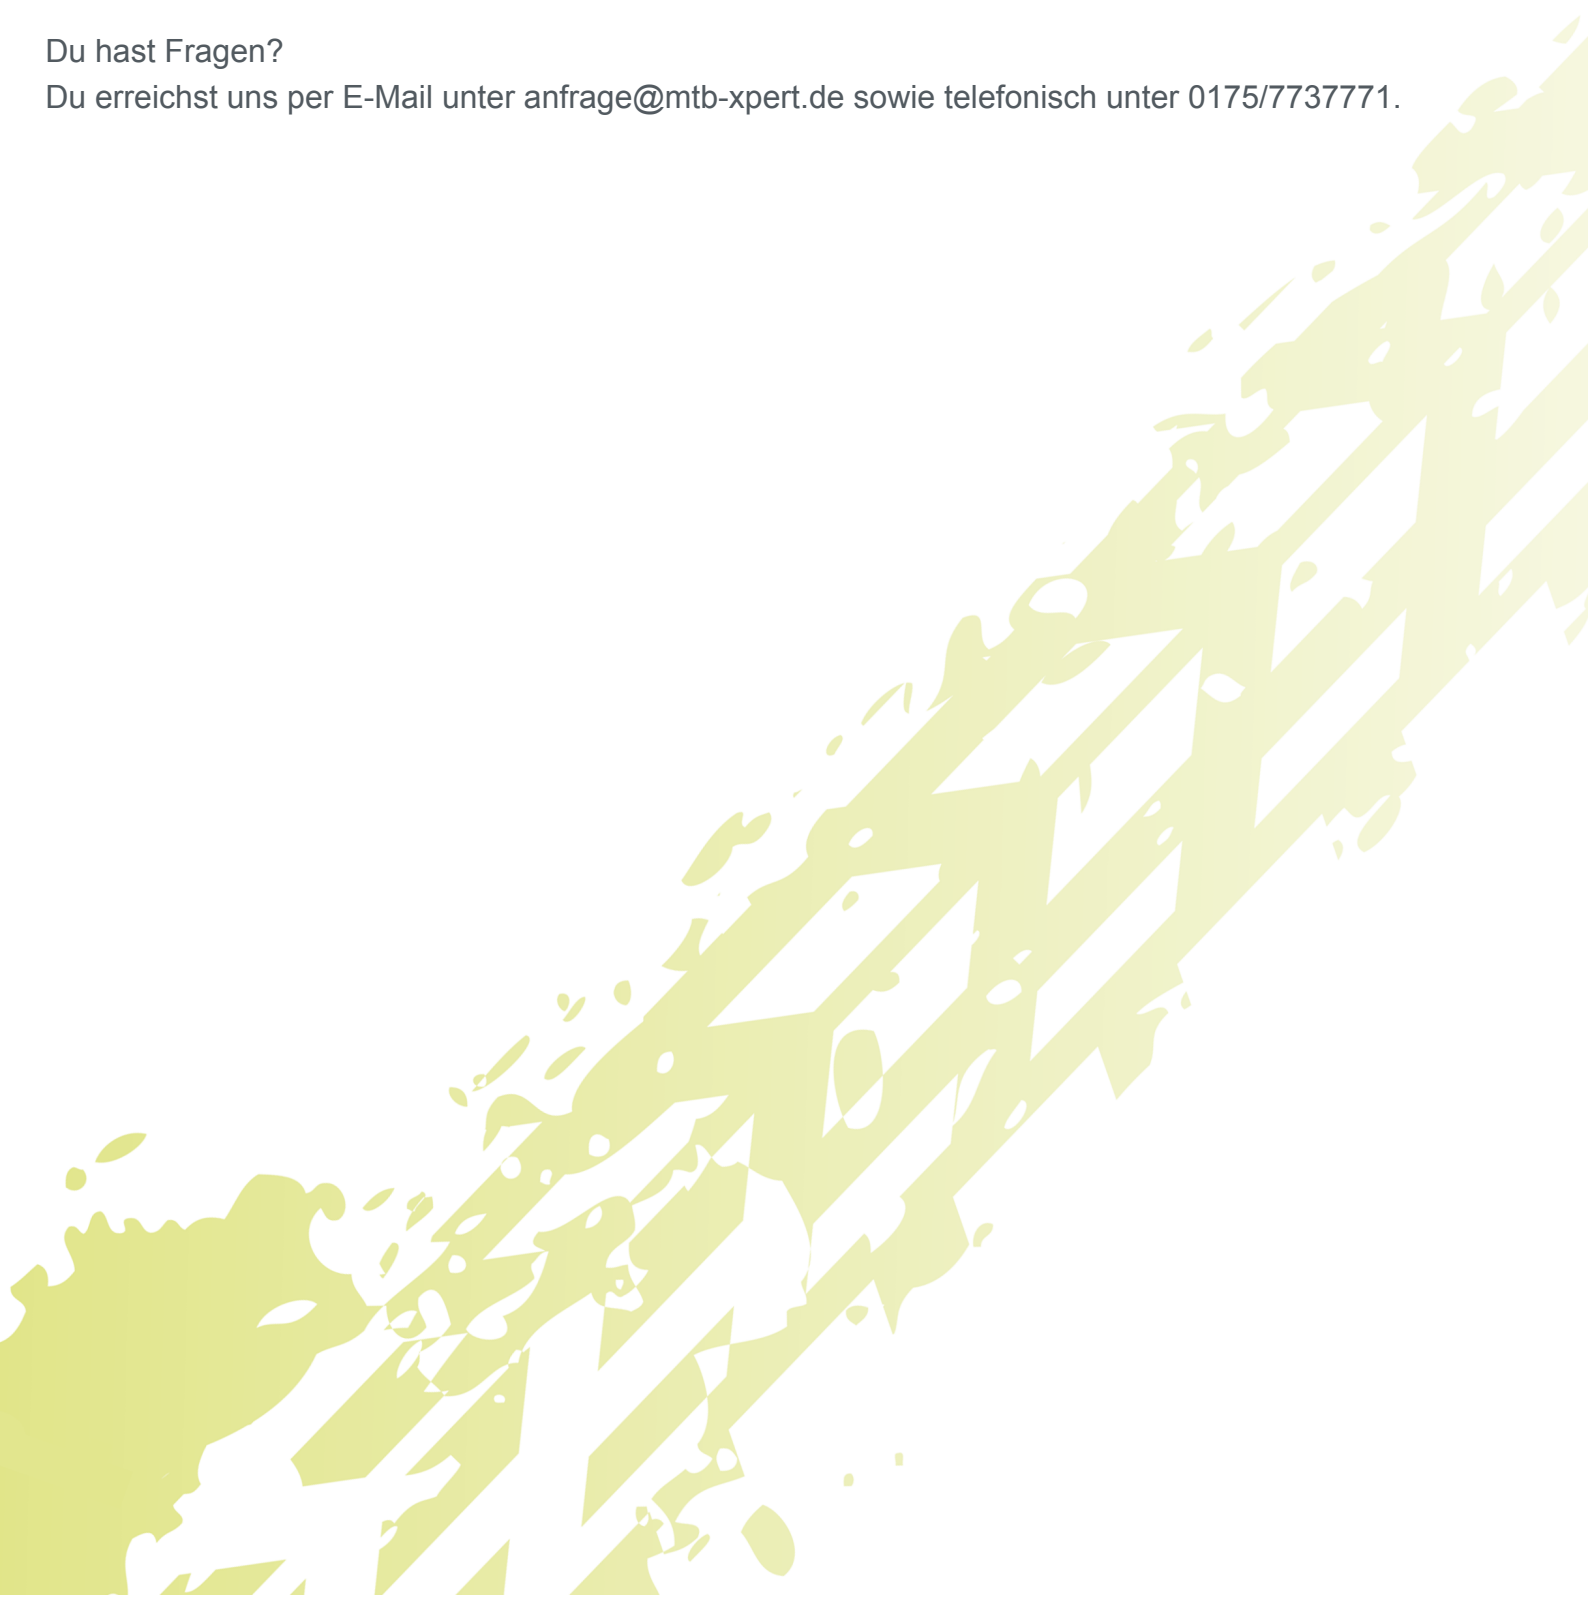 Du hast Fragen?
Du erreichst uns per E-Mail unter anfrage@mtb-xpert.de sowie telefonisch unter 0175/7737771.